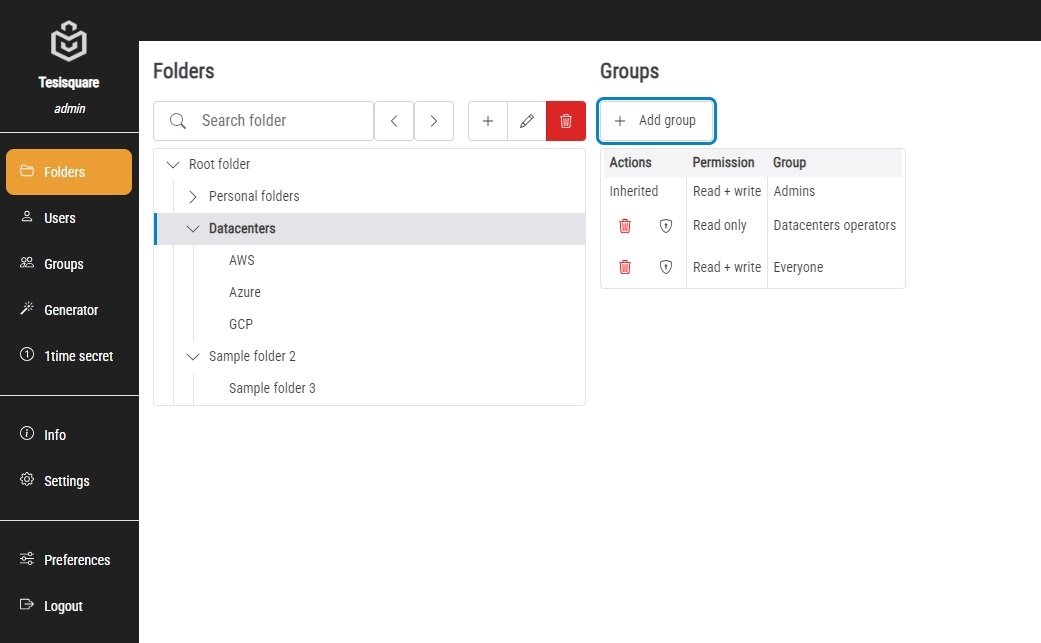 Tesisquare
admin
Folders
Users
Groups
Generator
1time secret
Info
Settings
Preferences
Logout
Folders
Search folder
Root folder
Personal folders
Datacenters
AWS
Azure
GCP
Sample folder 2
Sample folder 3
Groups
Add group
Actions Permission Group
Inherited Read + write Admins
Read only Datacenters operators
Read + write Everyone